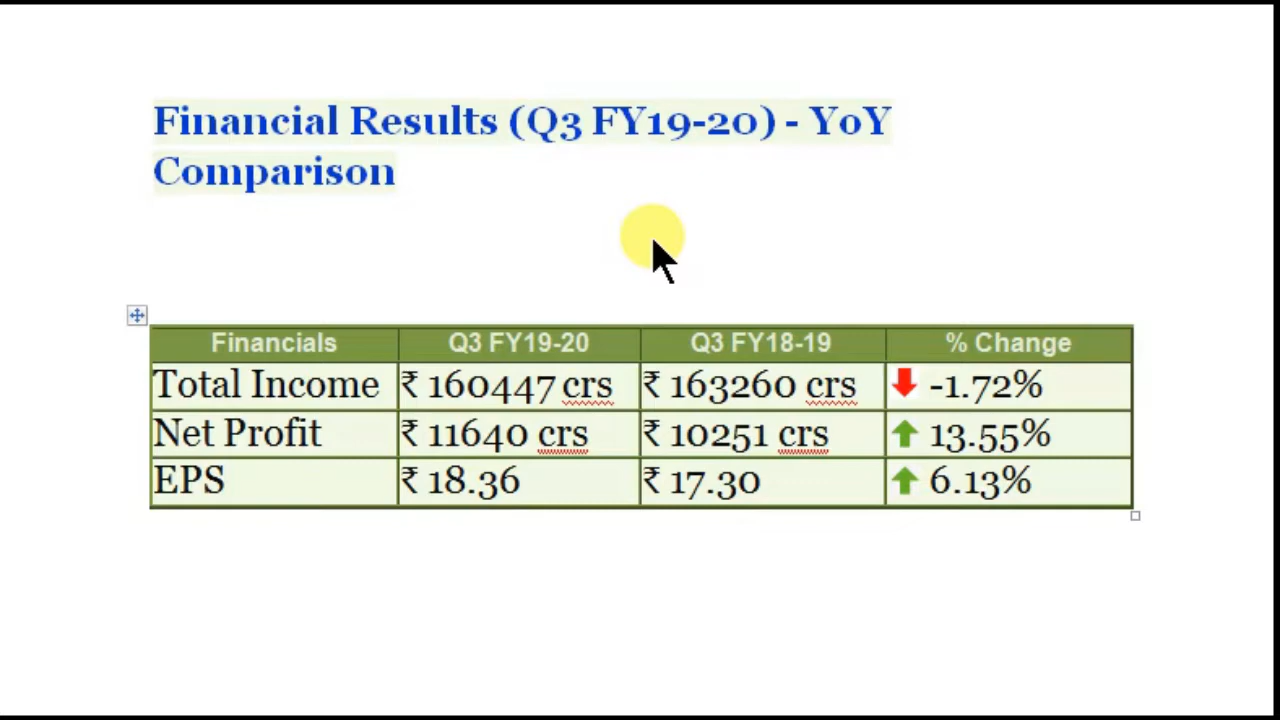 Financial Results (Q3 FY19-20) - YoY
Comparison
Financials Q3 FY19-20 Q3 FY18-19 % Change
Total Income ₹ 160447 crs ₹ 163260 crs -1.72%
Net Profit ₹ 11640 crs ₹ 10251 crs 13.55%
EPS ₹ 18.36 ₹ 17.30 6.13%